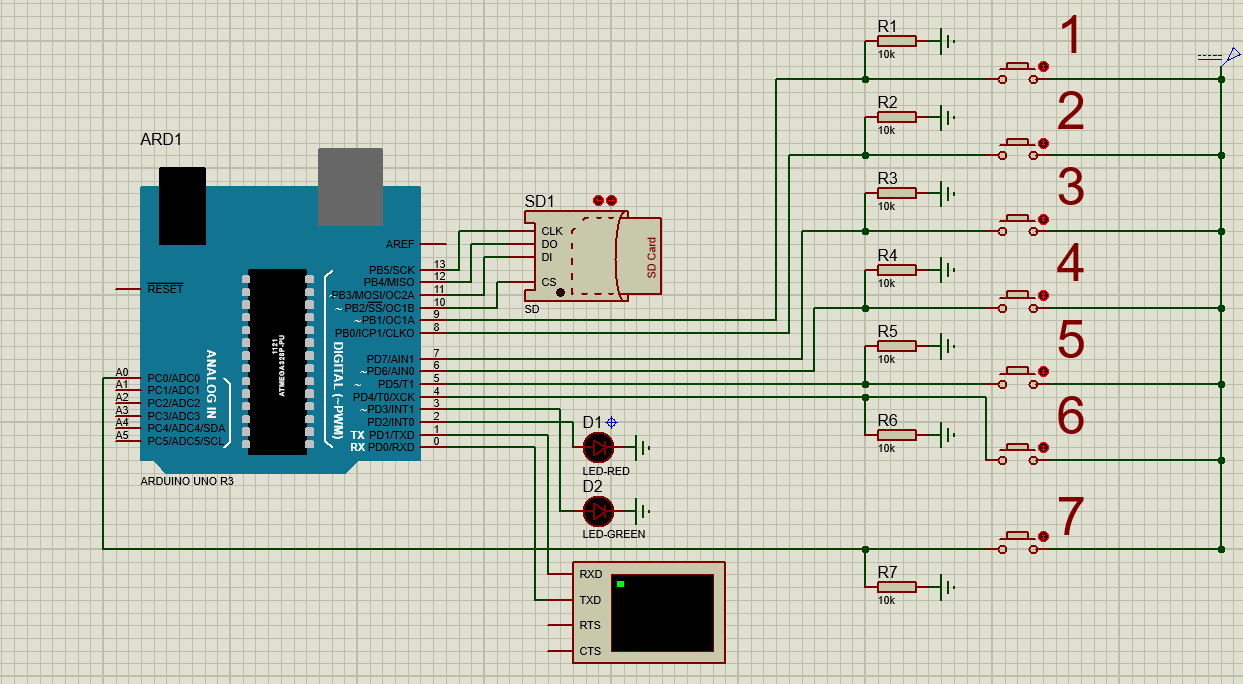 ARD1
ARDUINO UNO R3
RESET
AREF
PB5/SCK 13
PB4/MISO 12
PB3/MOSI/OC2A 11
~PB2/SS/OC1B 10
~PB1/OC1A 9
PB0/ICP1/CLKO 8
PD7/AIN1 7
~PD6/AIN0 6
~PD5/T1 5
PD4/T0/XCK 4
~PD3/INT1 3
PD2/INT0 2
TX PD1/TXD 1
RX PD0/RXD 0
DIGITAL (~PWM)
1121
ATMEGA328P-PU
ANALOG IN
A0 PC0/ADC0
A1 PC1/ADC1
A2 PC2/ADC2
A3 PC3/ADC3
A4 PC4/ADC4/SDA
A5 PC5/ADC5/SCL
SD1
CLK
DO
DI
CS
SD Card
SD
D1
LED-RED
D2
LED-GREEN
RXD
TXD
RTS
CTS
R1
10k
1
R2
10k
2
R3
10k
3
R4
10k
4
R5
10k
5
R6
10k
6
7
R7
10k